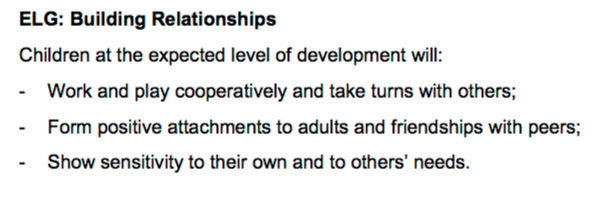 ELG: Building Relationships
Children at the expected level of development will:
- Work and play cooperatively and take turns with others;
- Form positive attachments to adults and friendships with peers;
- Show sensitivity to their own and to others' needs.